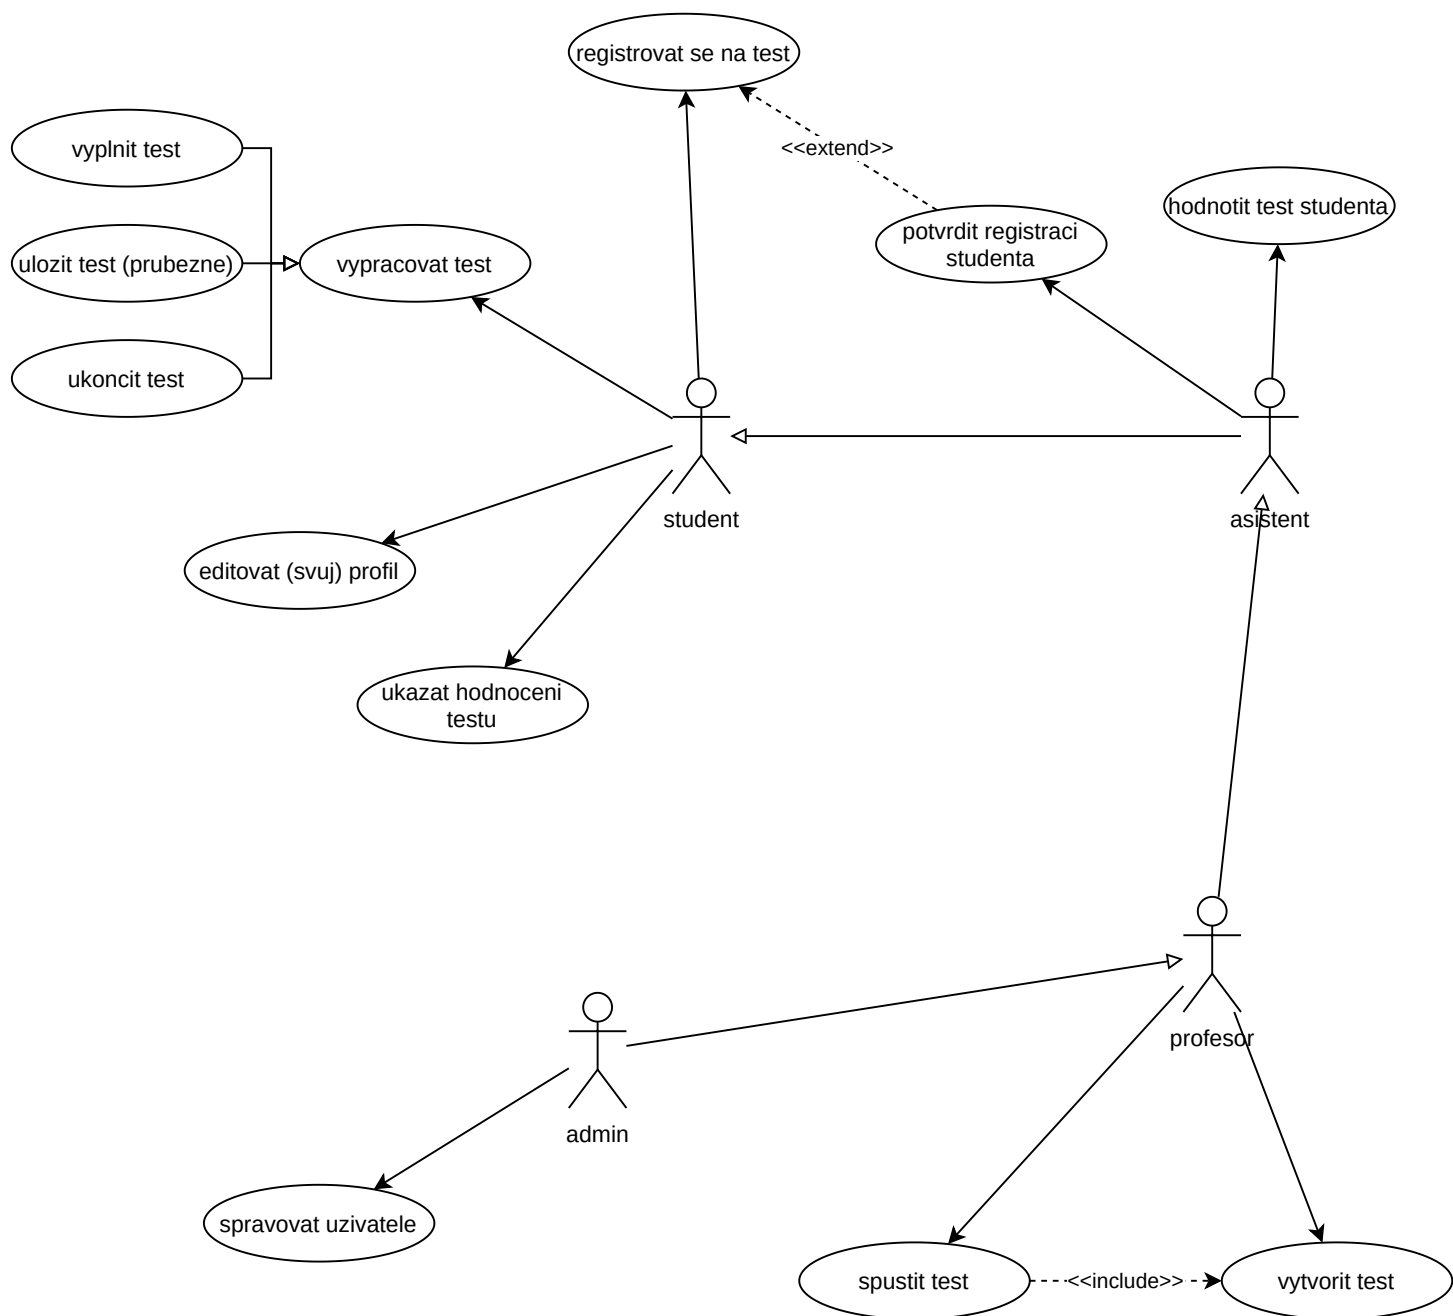 registrovat se na test
vyplnit test
<<extend>>
hodnotit test studenta
potvrdit registraci
studenta
ulozit test (prubezne)
vypracovat test
ukoncit test
student
asistent
editovat (svuj) profil
ukazat hodnoceni
testu
profesor
admin
spravovat uzivatele
spustit test
<<include>>
vytvorit test